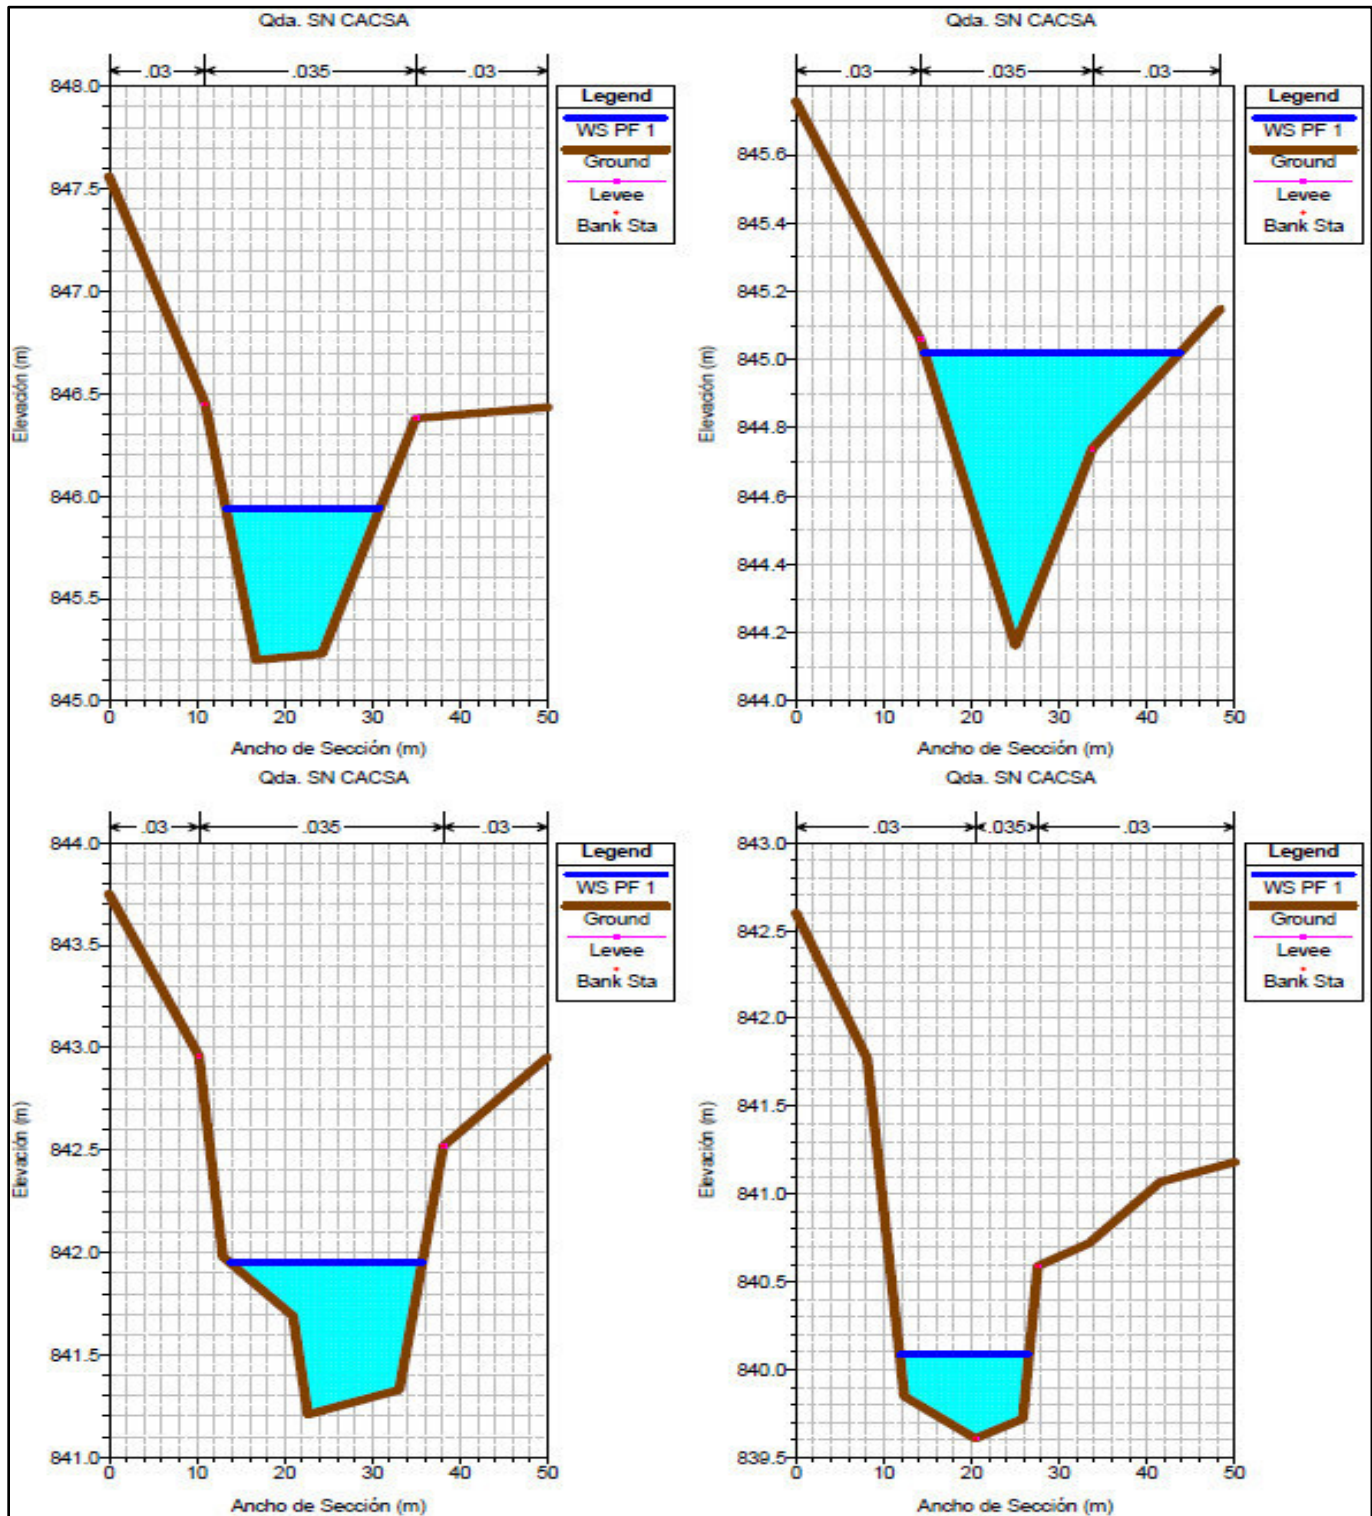 Qda. SN CACSA
.03 .035 .03
848.0
847.5
847.0
846.5
846.0
845.5
845.0
Elevación (m)
0 10 20 30 40 50
Ancho de Sección (m)
Legend
WS PF 1
Ground
Levee
Bank Sta
Qda. SN CACSA
.03 .035 .03
845.6
845.4
845.2
845.0
844.8
844.6
844.4
844.2
844.0
Elevación (m)
0 10 20 30 40 50
Ancho de Sección (m)
Legend
WS PF 1
Ground
Levee
Bank Sta
Qda. SN CACSA
.03 .035 .03
844.0
843.5
843.0
842.5
842.0
841.5
841.0
Elevación (m)
0 10 20 30 40 50
Ancho de Sección (m)
Legend
WS PF 1
Ground
Levee
Bank Sta
Qda. SN CACSA
.03 .035 .03
843.0
842.5
842.0
841.5
841.0
840.5
840.0
839.5
Elevación (m)
0 10 20 30 40 50
Ancho de Sección (m)
Legend
WS PF 1
Ground
Levee
Bank Sta